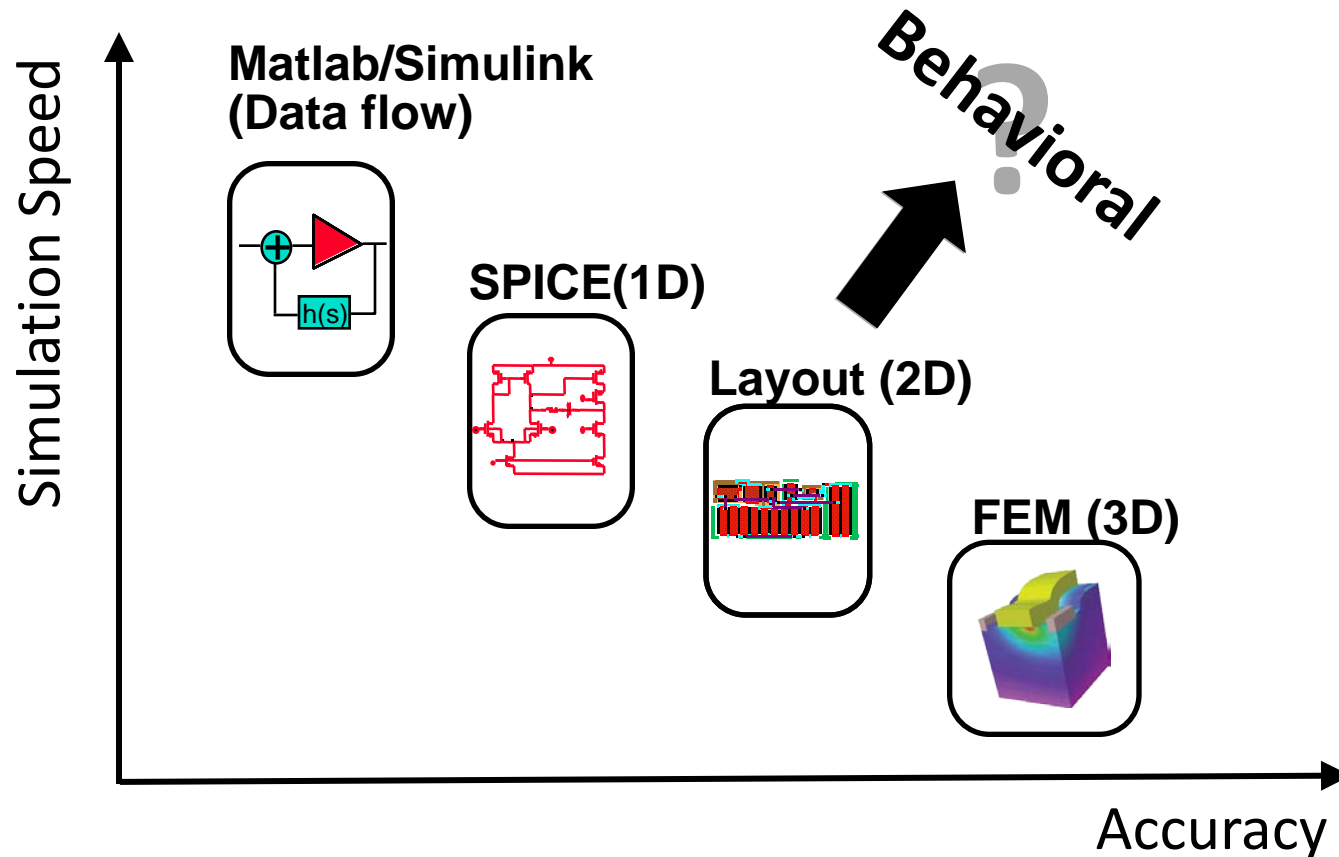 Simulation Speed
Matlab/Simulink
(Data flow)
h(s)
SPICE(1D)
Layout (2D)
FEM (3D)
?
Behavioral
Accuracy